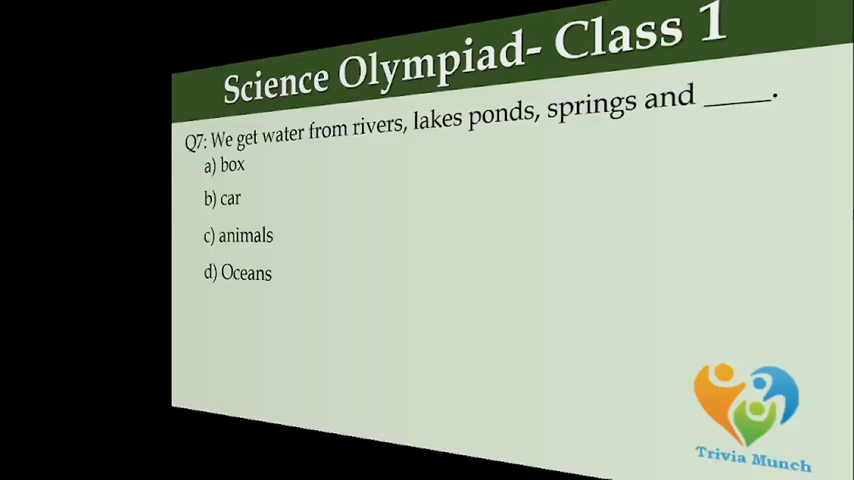 Science Olympiad- Class 1
Q7: We get water from rivers, lakes ponds, springs and _____.
a) box
b) car
c) animals
d) Oceans
Trivia Munch